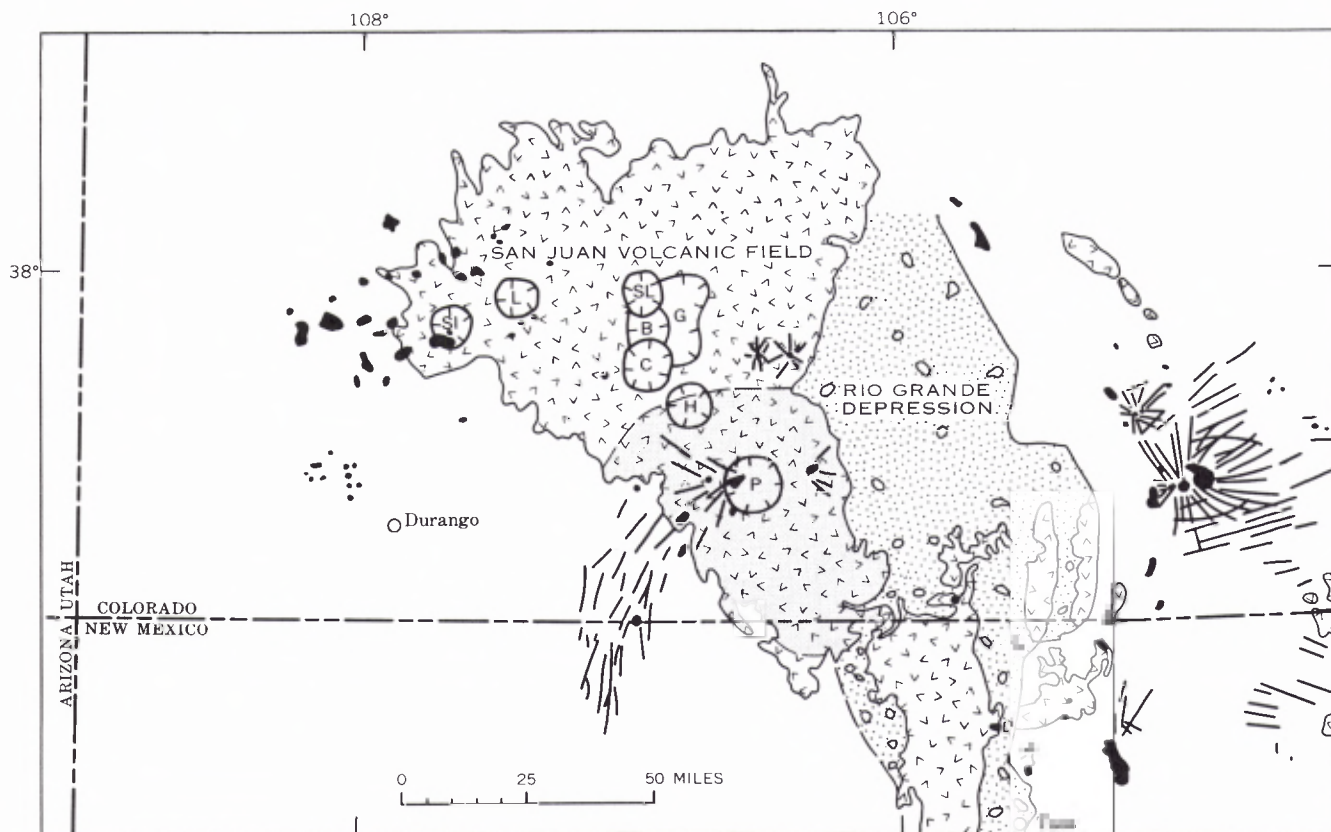 108°
106°
38°
SAN JUAN VOLCANIC FIELD
L
SL
SI
G
B
C
H
P
RIO GRANDE
DEPRESSION
Durango
ARIZONA UTAH
COLORADO
NEW MEXICO
0 25 50 MILES